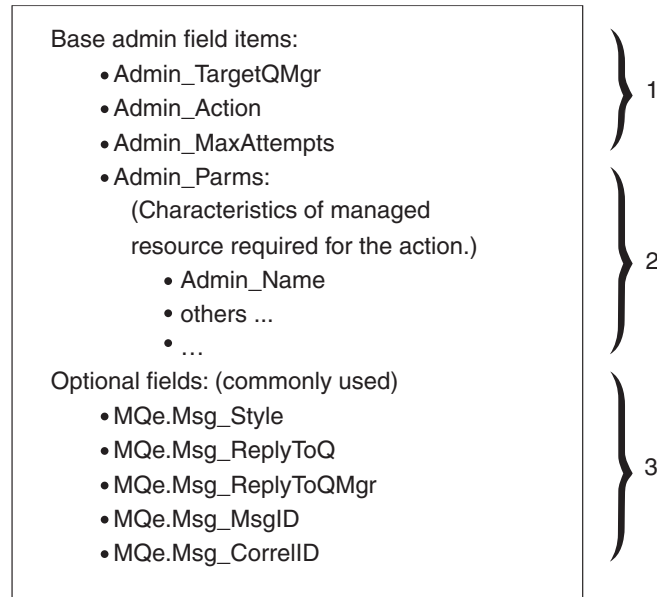 Base admin field items:
• Admin_TargetQMgr
• Admin_Action
• Admin_MaxAttempts
1
• Admin_Parms:
(Characteristics of managed
resource required for the action.)
• Admin_Name
• others ...
• ...
2
Optional fields: (commonly used)
• MQe.Msg_Style
• MQe.Msg_ReplyToQ
• MQe.Msg_ReplyToQMgr
• MQe.Msg_MsgID
• MQe.Msg_CorrelID
3